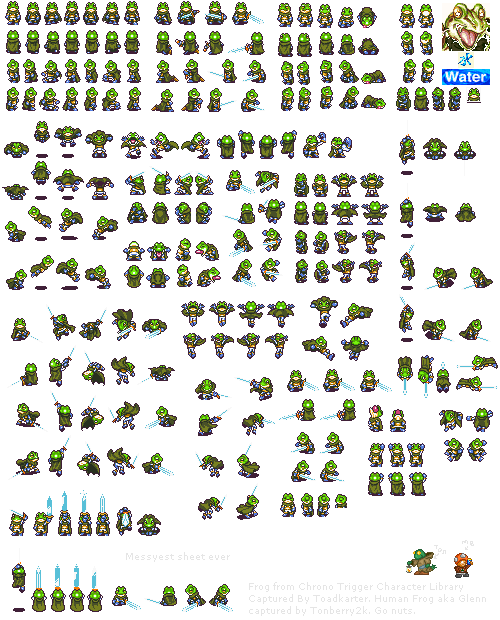 水
Water
Messyest sheet ever
Frog from Chrono Trigger Character Library
Captured By Toadkarter. Human Frog aka Glenn
captured by Tonberry2k. Go nuts.